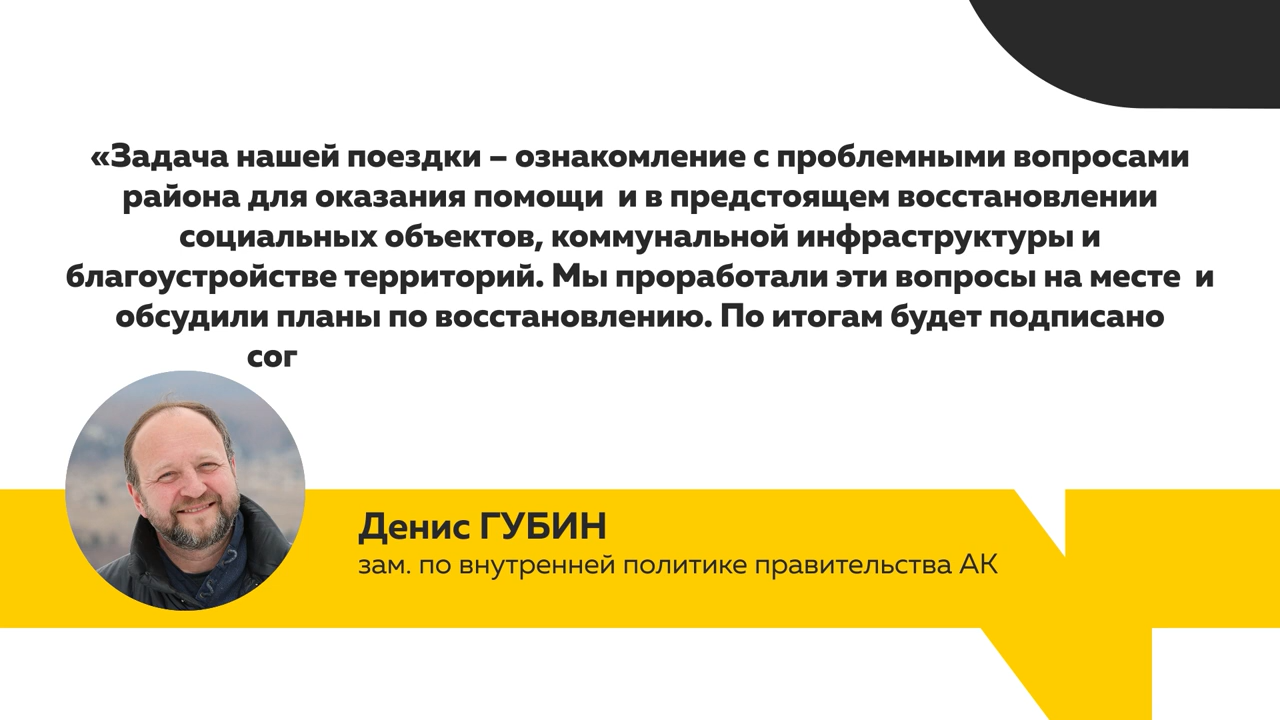 «Задача нашей поездки – ознакомление с проблемными вопросами
района для оказания помощи  и в предстоящем восстановлении
социальных объектов, коммунальной инфраструктуры и
благоустройстве территорий. Мы проработали эти вопросы на месте  и
обсудили планы по восстановлению. По итогам будет подписано
сог
Денис ГУБИН
зам. по внутренней политике правительства АК